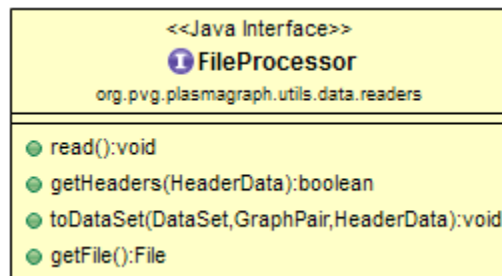 <<Java Interface>>
I FileProcessor
org.pvg.plasmagraph.utils.data.readers
read():void
getHeaders(HeaderData):boolean
toDataSet(DataSet,GraphPair,HeaderData):void
getFile():File